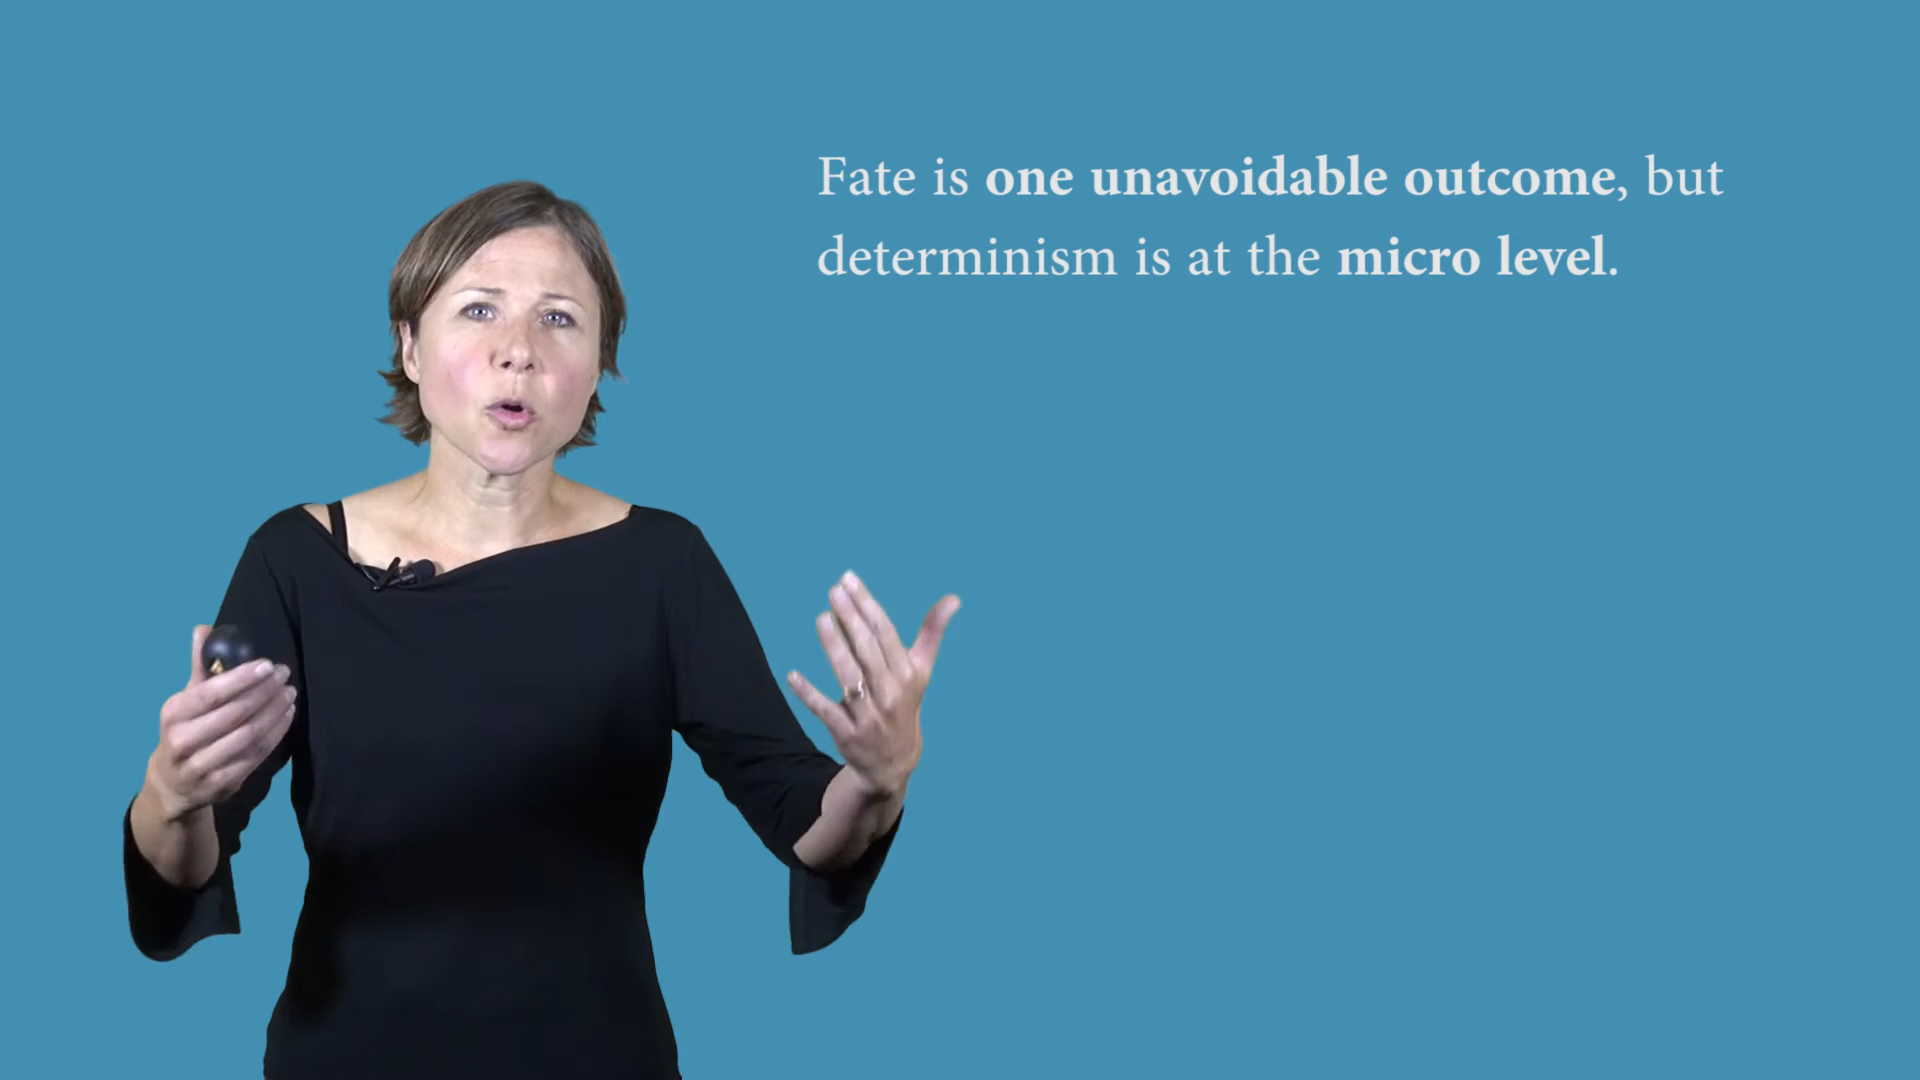 Fate is one unavoidable outcome, but
determinism is at the micro level.